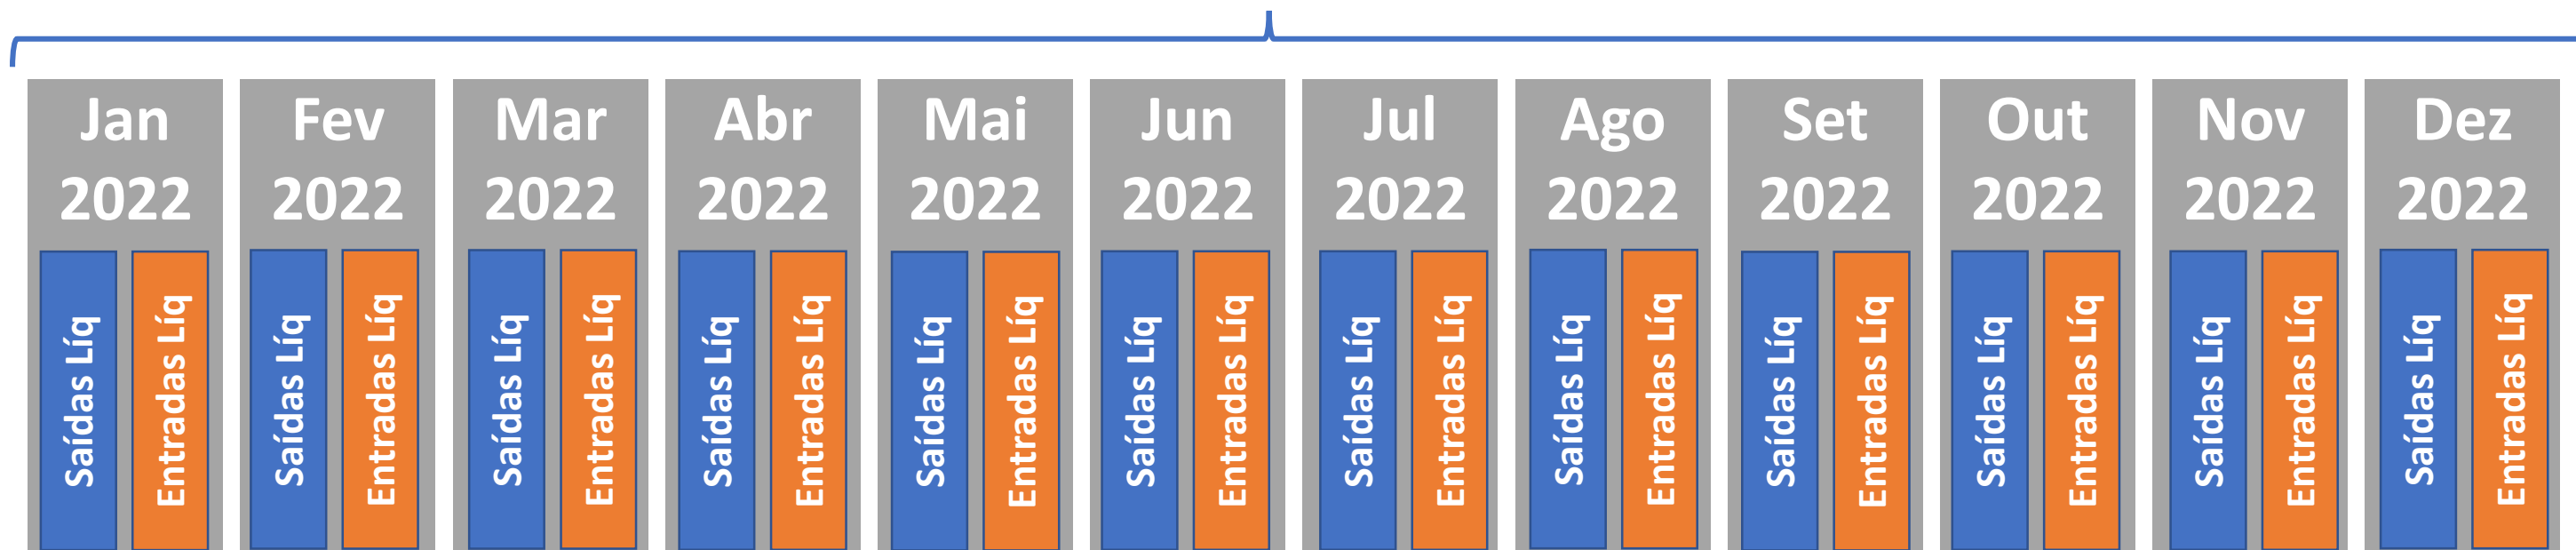 Jan
2022
Saídas Líq
Entradas Líq
Fev
2022
Saídas Líq
Entradas Líq
Mar
2022
Saídas Líq
Entradas Líq
Abr
2022
Saídas Líq
Entradas Líq
Mai
2022
Saídas Líq
Entradas Líq
Jun
2022
Saídas Líq
Entradas Líq
Jul
2022
Saídas Líq
Entradas Líq
Ago
2022
Saídas Líq
Entradas Líq
Set
2022
Saídas Líq
Entradas Líq
Out
2022
Saídas Líq
Entradas Líq
Nov
2022
Saídas Líq
Entradas Líq
Dez
2022
Saídas Líq
Entradas Líq